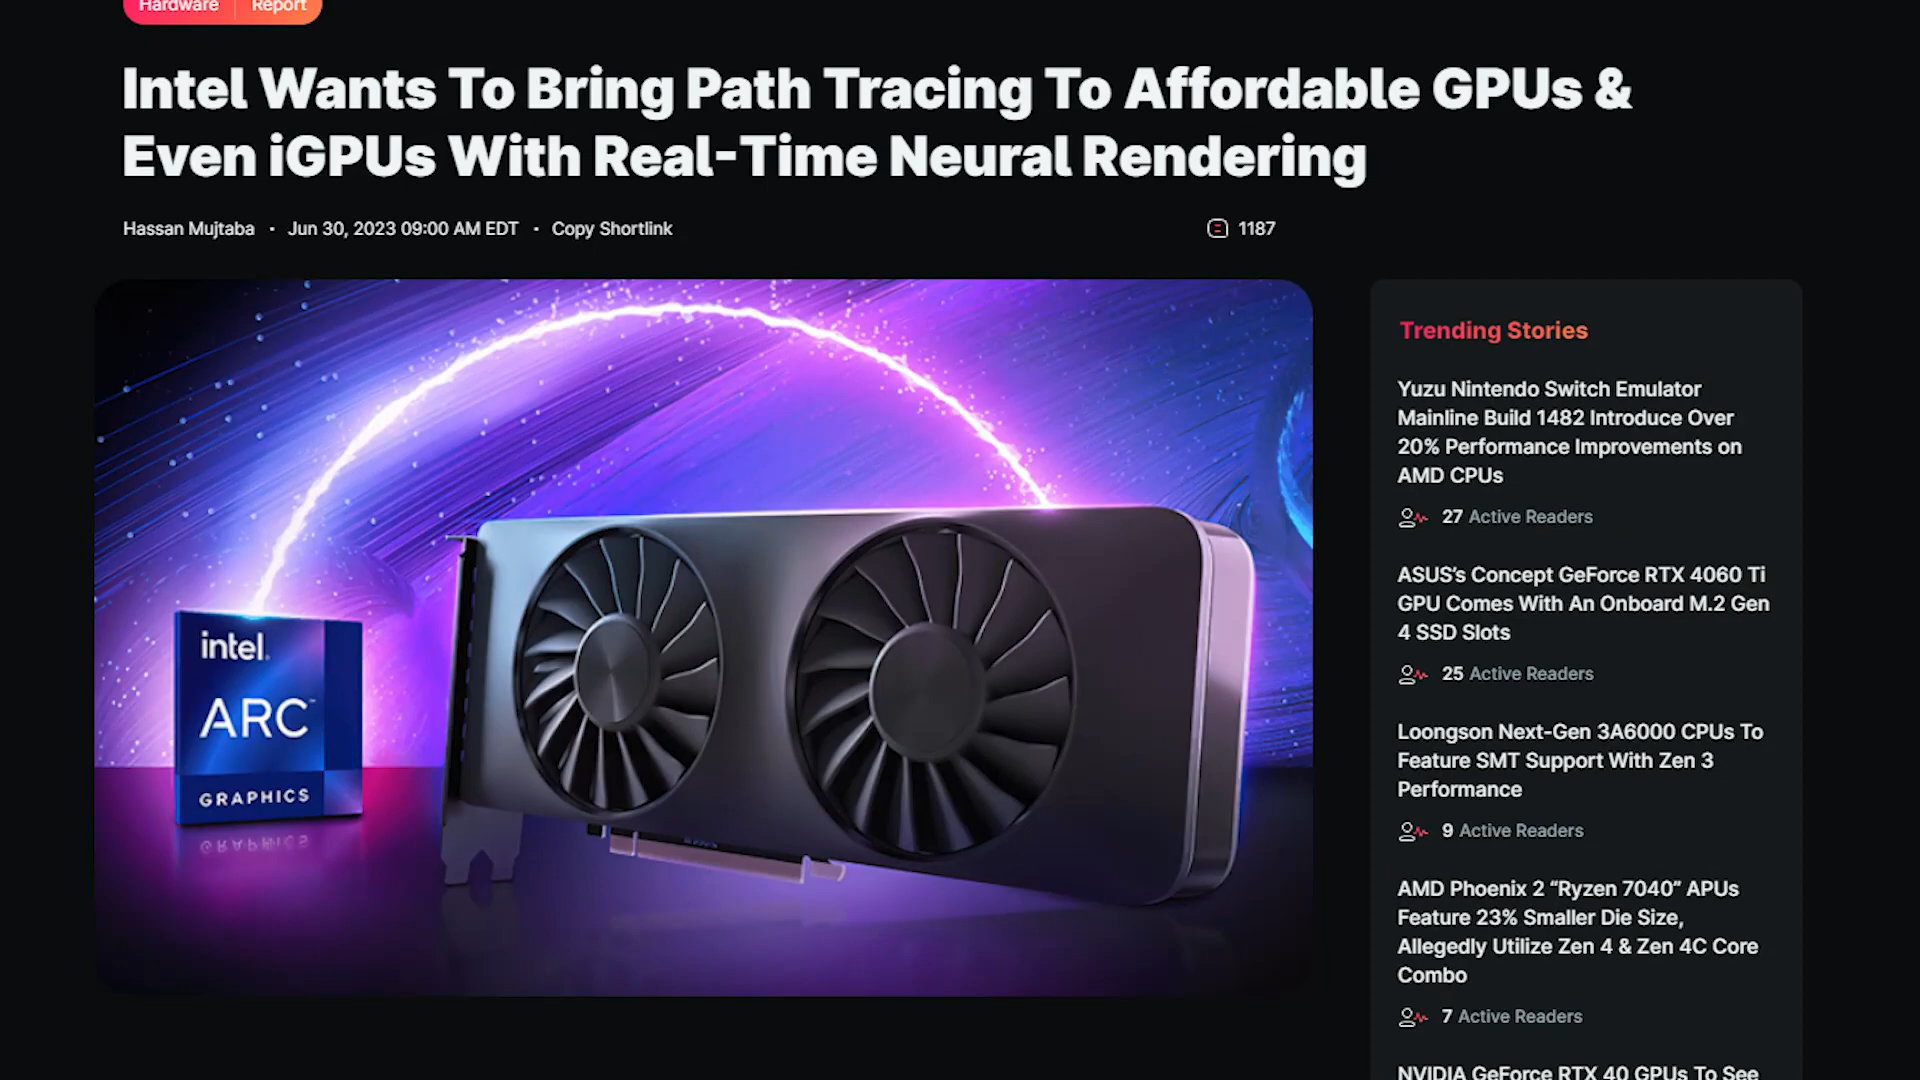 Hardware
Report
Intel Wants To Bring Path Tracing To Affordable GPUs &
Even iGPUs With Real-Time Neural Rendering
Hassan Mujtaba • Jun 30, 2023 09:00 AM EDT • Copy Shortlink
1187
intel.
ARC™
GRAPHICS
Trending Stories
Yuzu Nintendo Switch Emulator
Mainline Build 1482 Introduce Over
20% Performance Improvements on
AMD CPUs
27 Active Readers
ASUS's Concept GeForce RTX 4060 Ti
GPU Comes With An Onboard M.2 Gen
4 SSD Slots
25 Active Readers
Loongson Next-Gen 3A6000 CPUs To
Feature SMT Support With Zen 3
Performance
9 Active Readers
AMD Phoenix 2 “Ryzen 7040” APUs
Feature 23% Smaller Die Size,
Allegedly Utilize Zen 4 & Zen 4C Core
Combo
7 Active Readers
NVIDIA GeForce RTX 40 GPUs To See